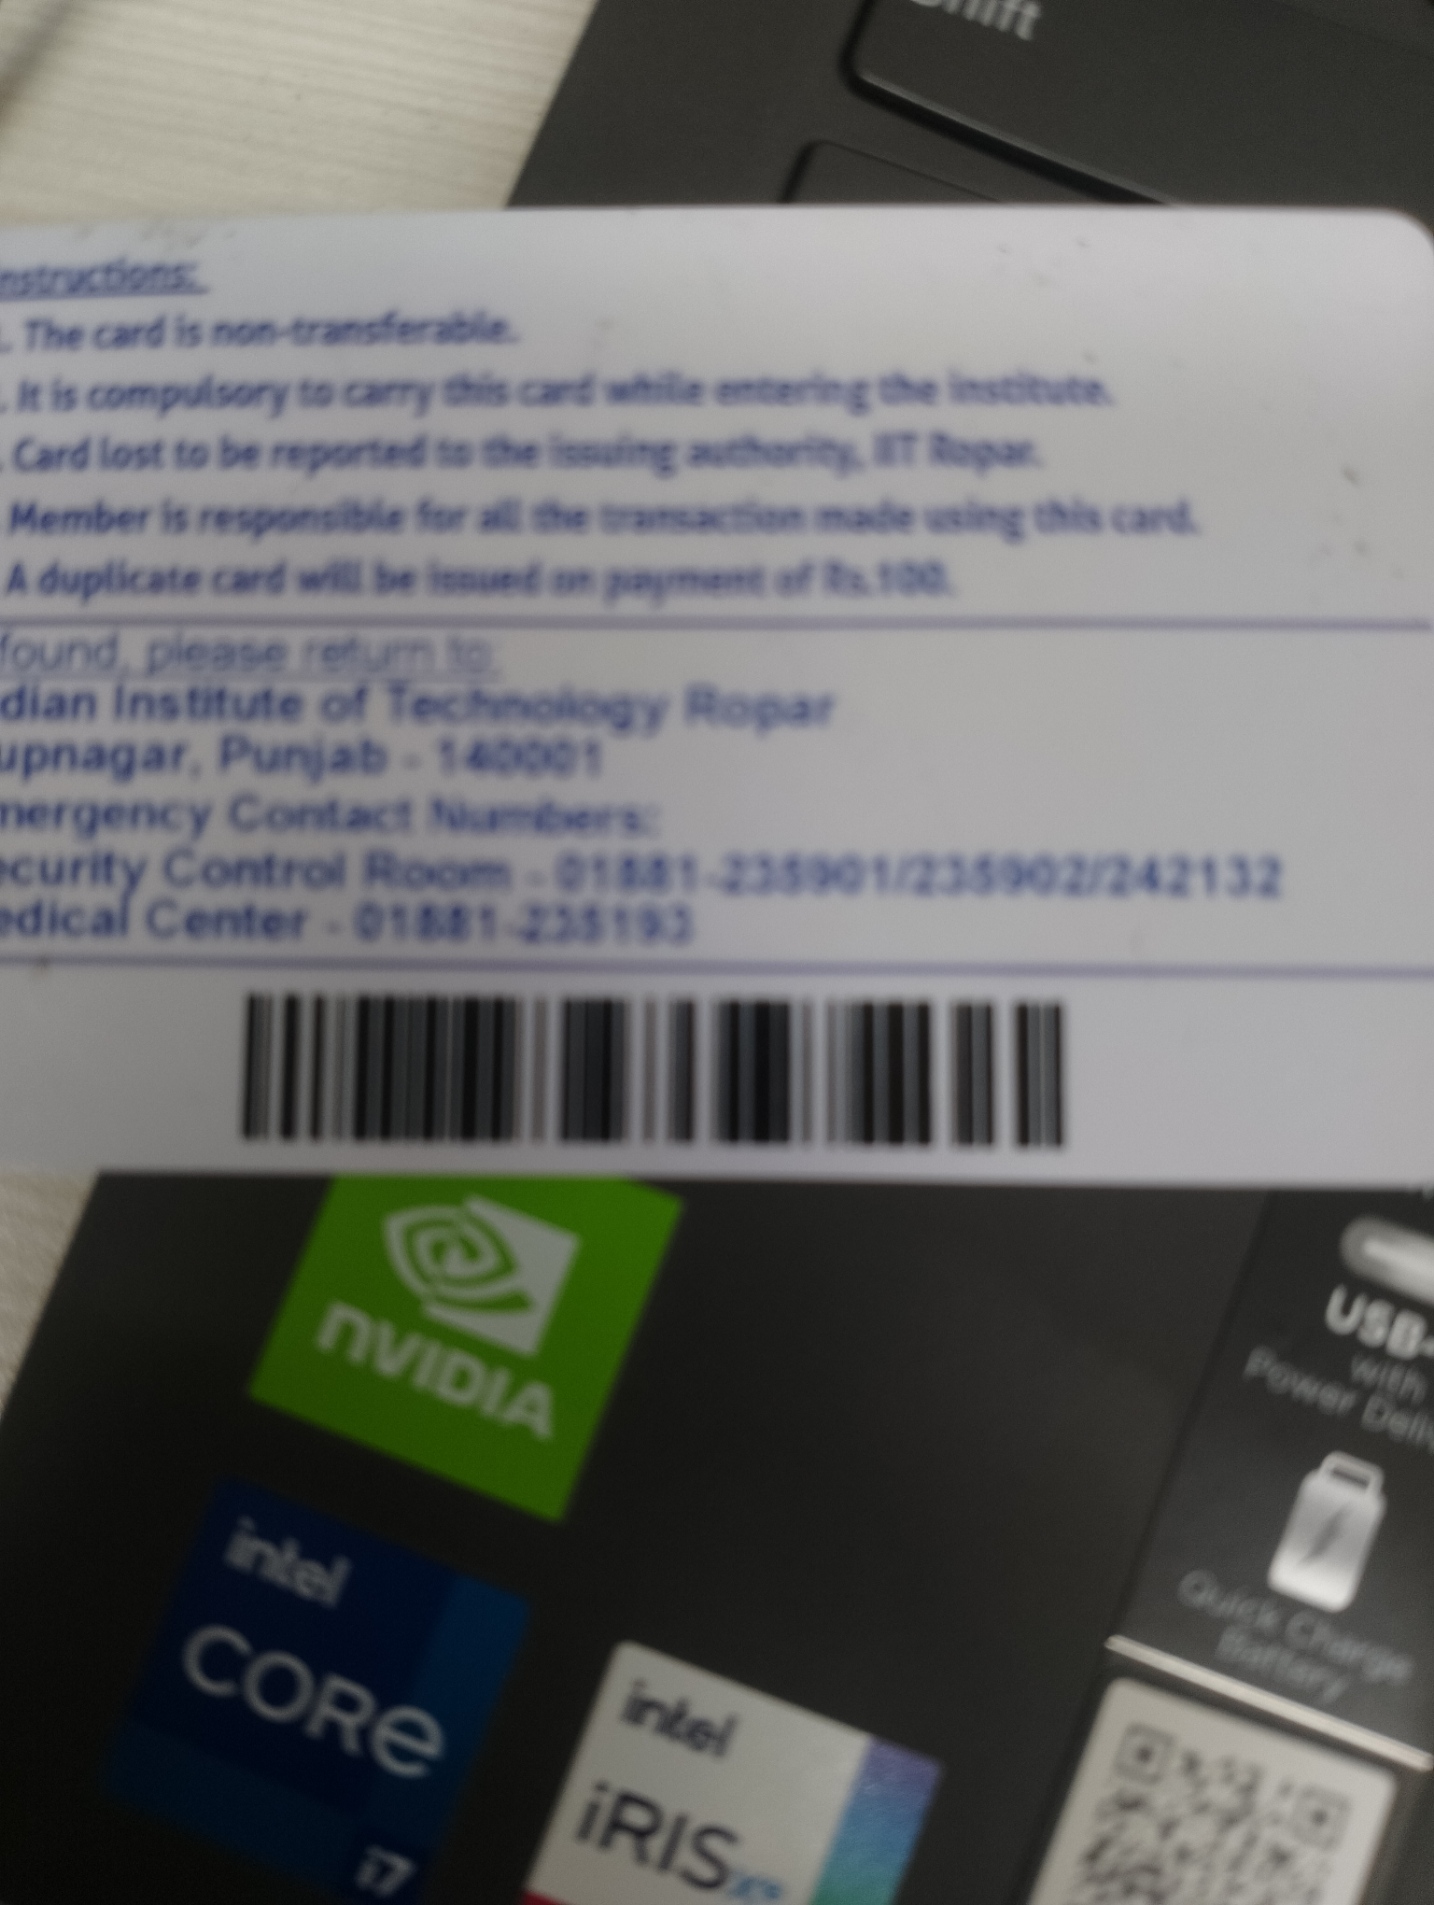 Shift
nstructions:
. The card is non-transferable.
. It is compulsory to carry this card while entering the institute.
. Card lost to be reported to the issuing authority, IIT Ropar.
Member is responsible for all the transaction made using this card.
A duplicate card will be issued on payment of Rs.100.
found, please return to:
dian Institute of Technology Ropar
upnagar, Punjab - 140001
mergency Contact Numbers:
ecurity Control Room - 01881-235901/235902/242132
edical Center - 01881-235193
nVIDIA
USB-
with
Power Deli
Quick Charge
Battery
intel
CORe
i7
intel
iRIS
Xe